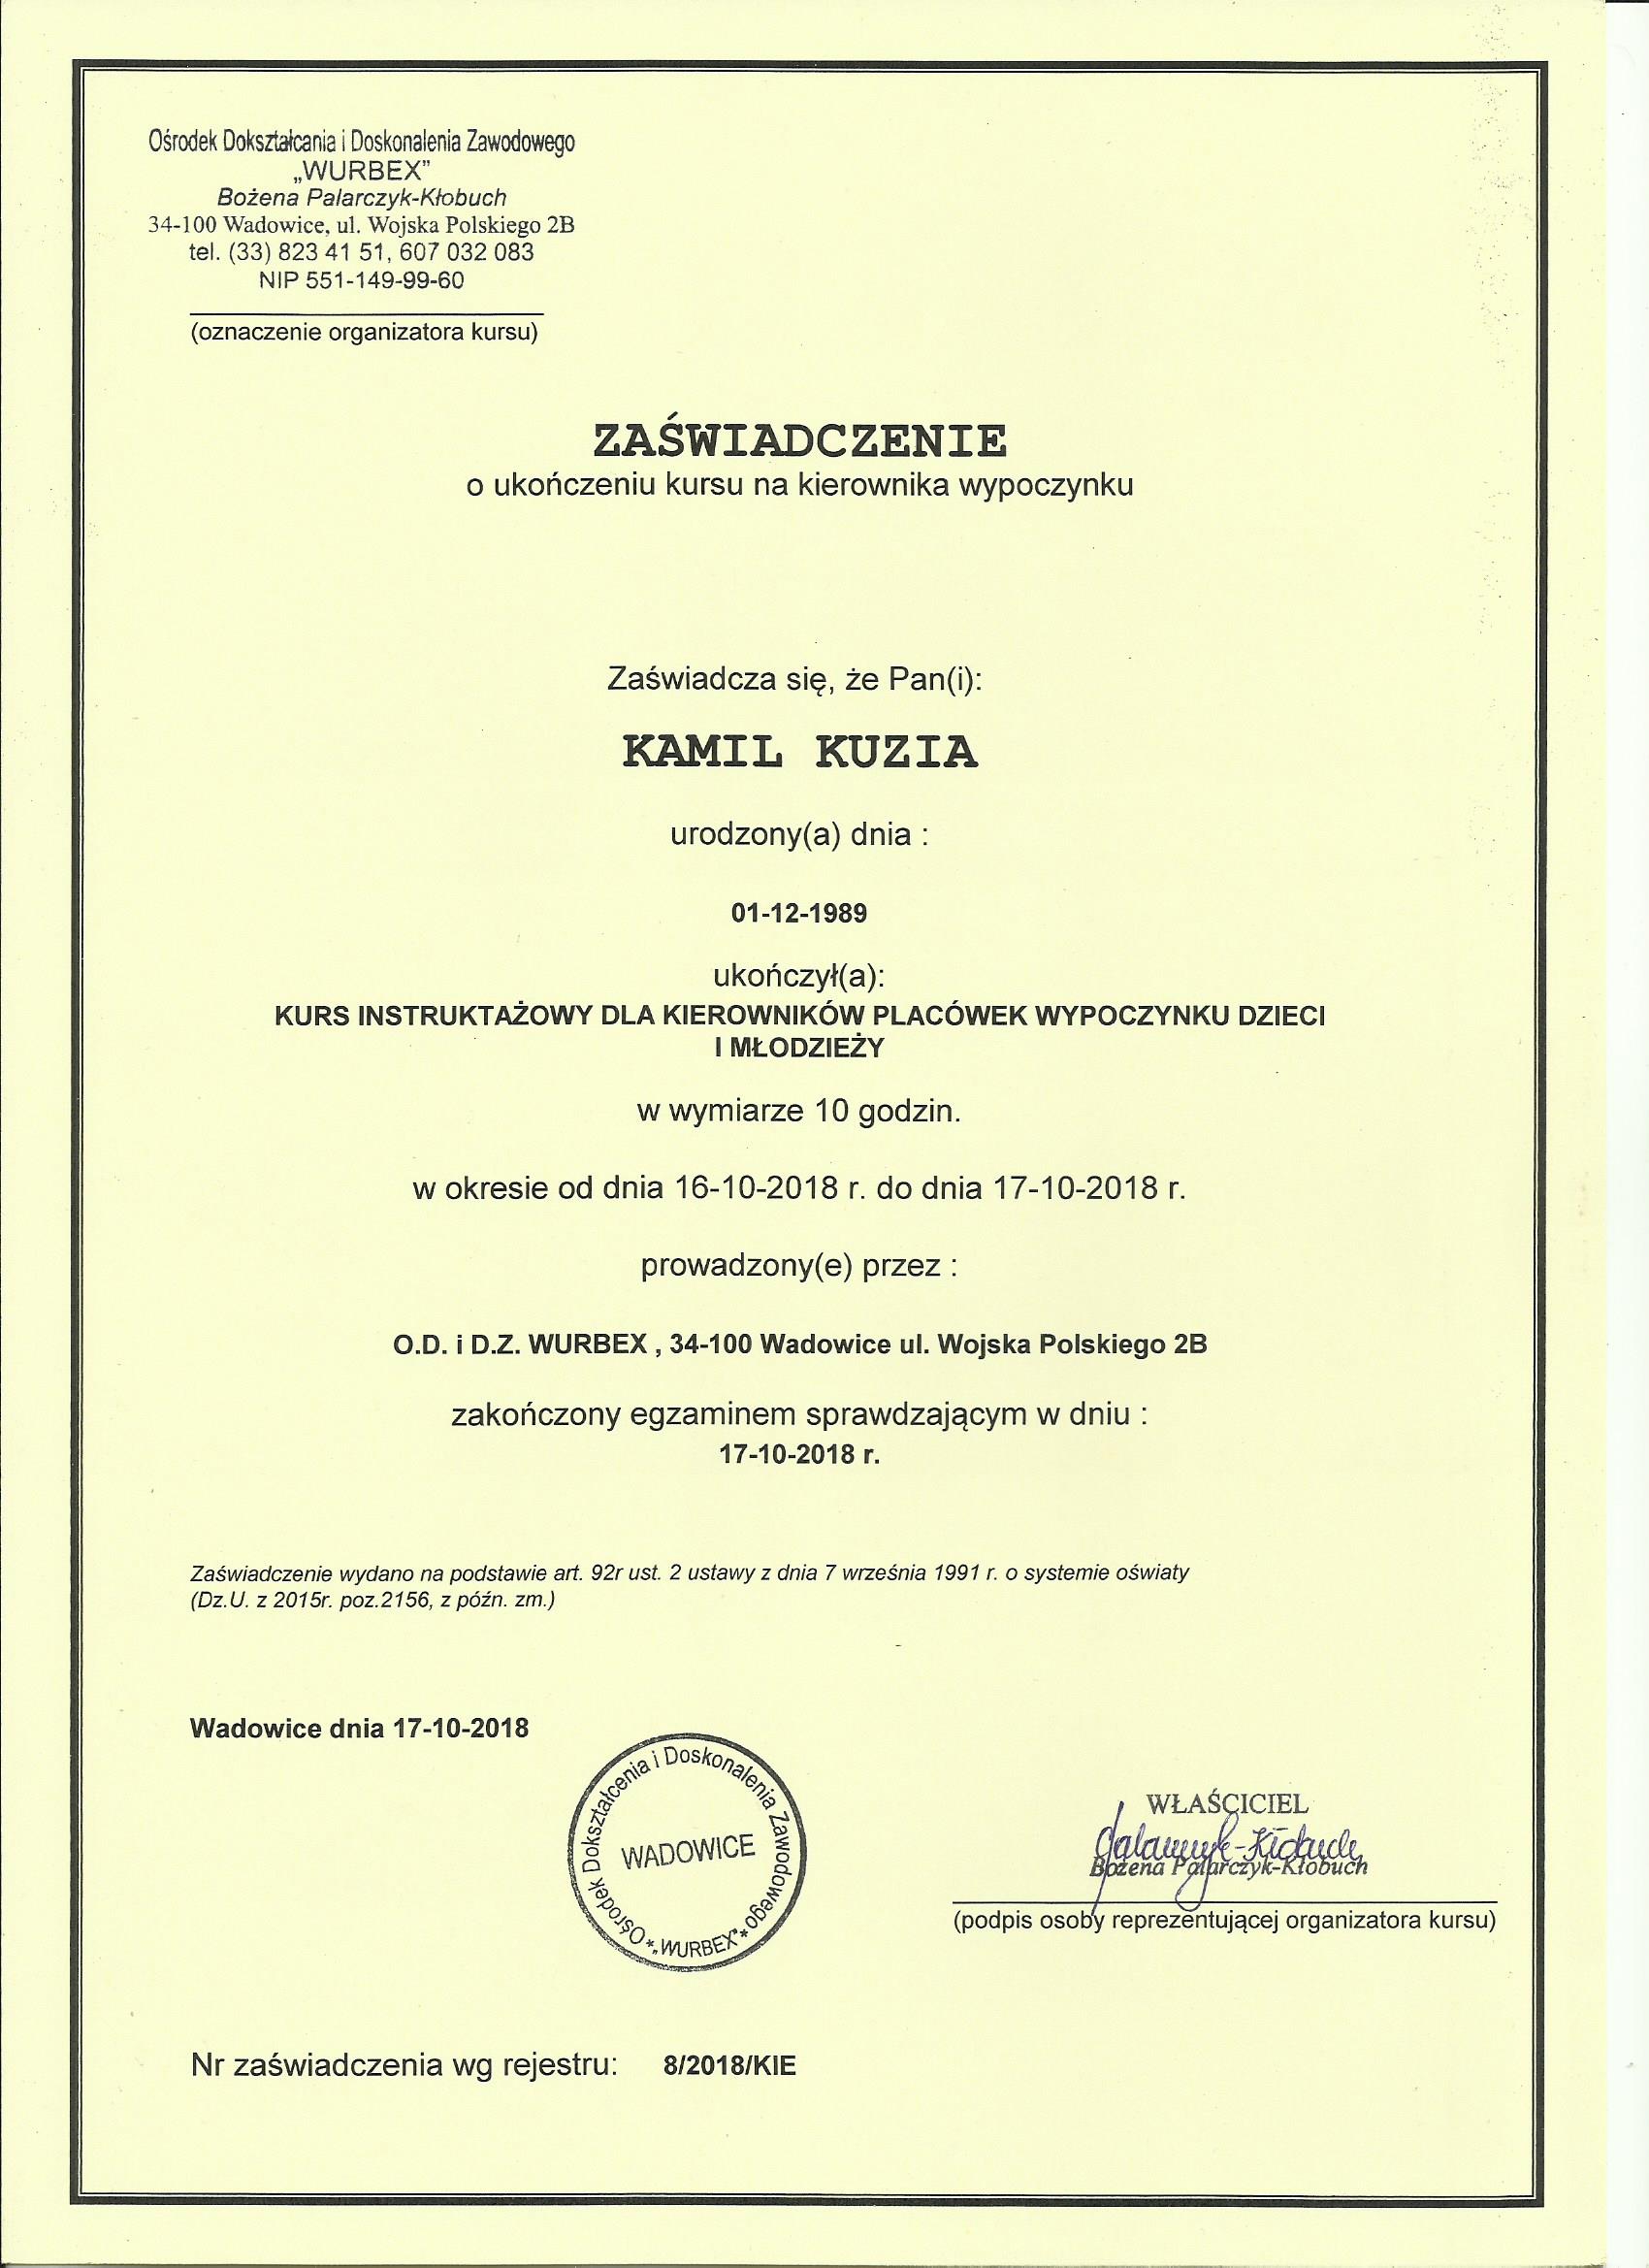 Ośrodek Dokształcania i Doskonalenia Zawodowego
„WURBEX”
Bożena Palarczyk-Kłobuch
34-100 Wadowice, ul. Wojska Polskiego 2B
tel. (33) 823 41 51, 607 032 083
NIP 551-149-99-60
(oznaczenie organizatora kursu)
ZAŚWIADCZENIE
o ukończeniu kursu na kierownika wypoczynku
Zaświadcza się, że Pan(i):
KAMIL KUZIA
urodzony(a) dnia :
01-12-1989
ukończył(a):
KURS INSTRUKTAŻOWY DLA KIEROWNIKÓW PLACÓWEK WYPOCZYNKU DZIECI
I MŁODZIEŻY
w wymiarze 10 godzin.
w okresie od dnia 16-10-2018 r. do dnia 17-10-2018 r.
prowadzony(e) przez :
O.D. i D.Z. WURBEX , 34-100 Wadowice ul. Wojska Polskiego 2B
zakończony egzaminem sprawdzającym w dniu :
17-10-2018 r.
Zaświadczenie wydano na podstawie art. 92r ust. 2 ustawy z dnia 7 września 1991 r. o systemie oświaty
(Dz.U. z 2015r. poz.2156, z późn. zm.)
Wadowice dnia 17-10-2018
Ośrodek Dokształcenia i Doskonalenia Zawodowego
*„WURBEX”*
WADOWICE
WŁAŚCICIEL
Palarczyk-Kłobuch
Bożena Palarczyk-Kłobuch
(podpis osoby reprezentującej organizatora kursu)
Nr zaświadczenia wg rejestru: 8/2018/KIE